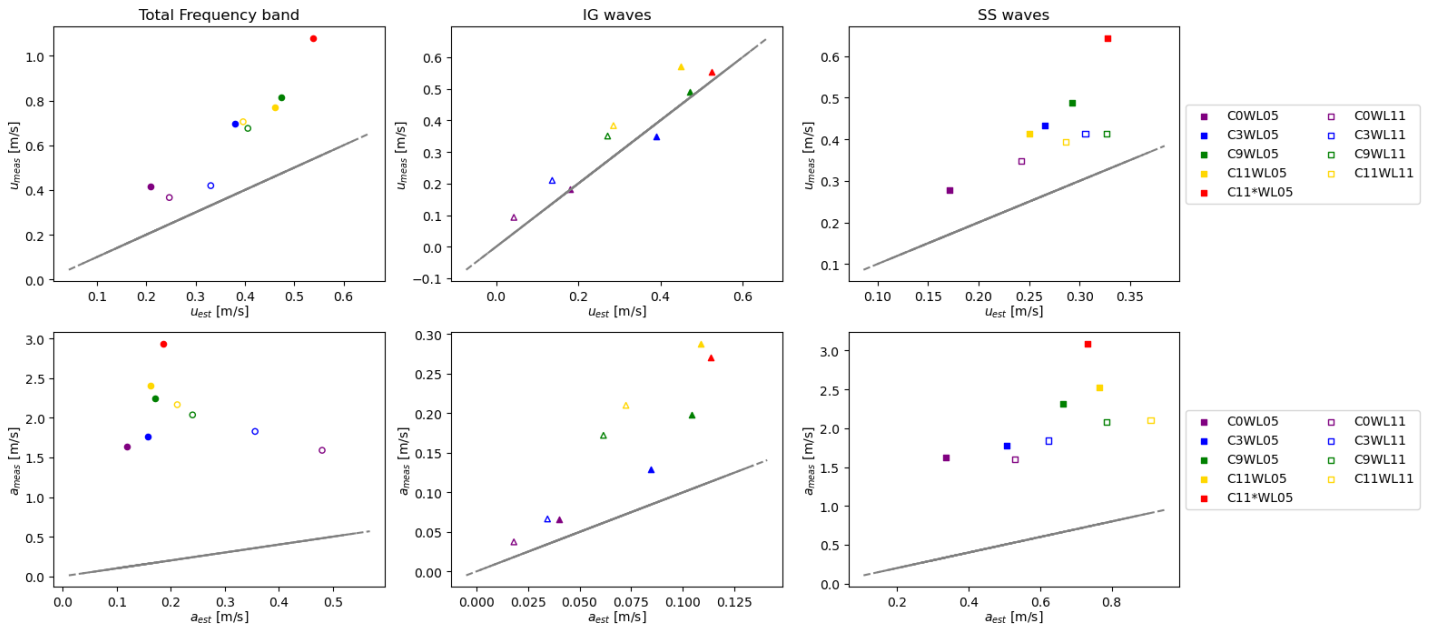 Total Frequency band
IG waves
SS waves
u_meas [m/s]
1.0
0.8
0.6
0.4
0.2
0.0
0.1 0.2 0.3 0.4 0.5 0.6
u_est [m/s]
u_meas [m/s]
0.6
0.5
0.4
0.3
0.2
0.1
0.0
−0.1
0.0 0.2 0.4 0.6
u_est [m/s]
u_meas [m/s]
0.6
0.5
0.4
0.3
0.2
0.1
0.10 0.15 0.20 0.25 0.30 0.35
u_est [m/s]
C0WL05 C0WL11
C3WL05 C3WL11
C9WL05 C9WL11
C11WL05 C11WL11
C11*WL05
a_meas [m/s]
3.0
2.5
2.0
1.5
1.0
0.5
0.0
0.0 0.1 0.2 0.3 0.4 0.5
a_est [m/s]
a_meas [m/s]
0.30
0.25
0.20
0.15
0.10
0.05
0.00
0.000 0.025 0.050 0.075 0.100 0.125
a_est [m/s]
a_meas [m/s]
3.0
2.5
2.0
1.5
1.0
0.5
0.0
0.2 0.4 0.6 0.8
a_est [m/s]
C0WL05 C0WL11
C3WL05 C3WL11
C9WL05 C9WL11
C11WL05 C11WL11
C11*WL05